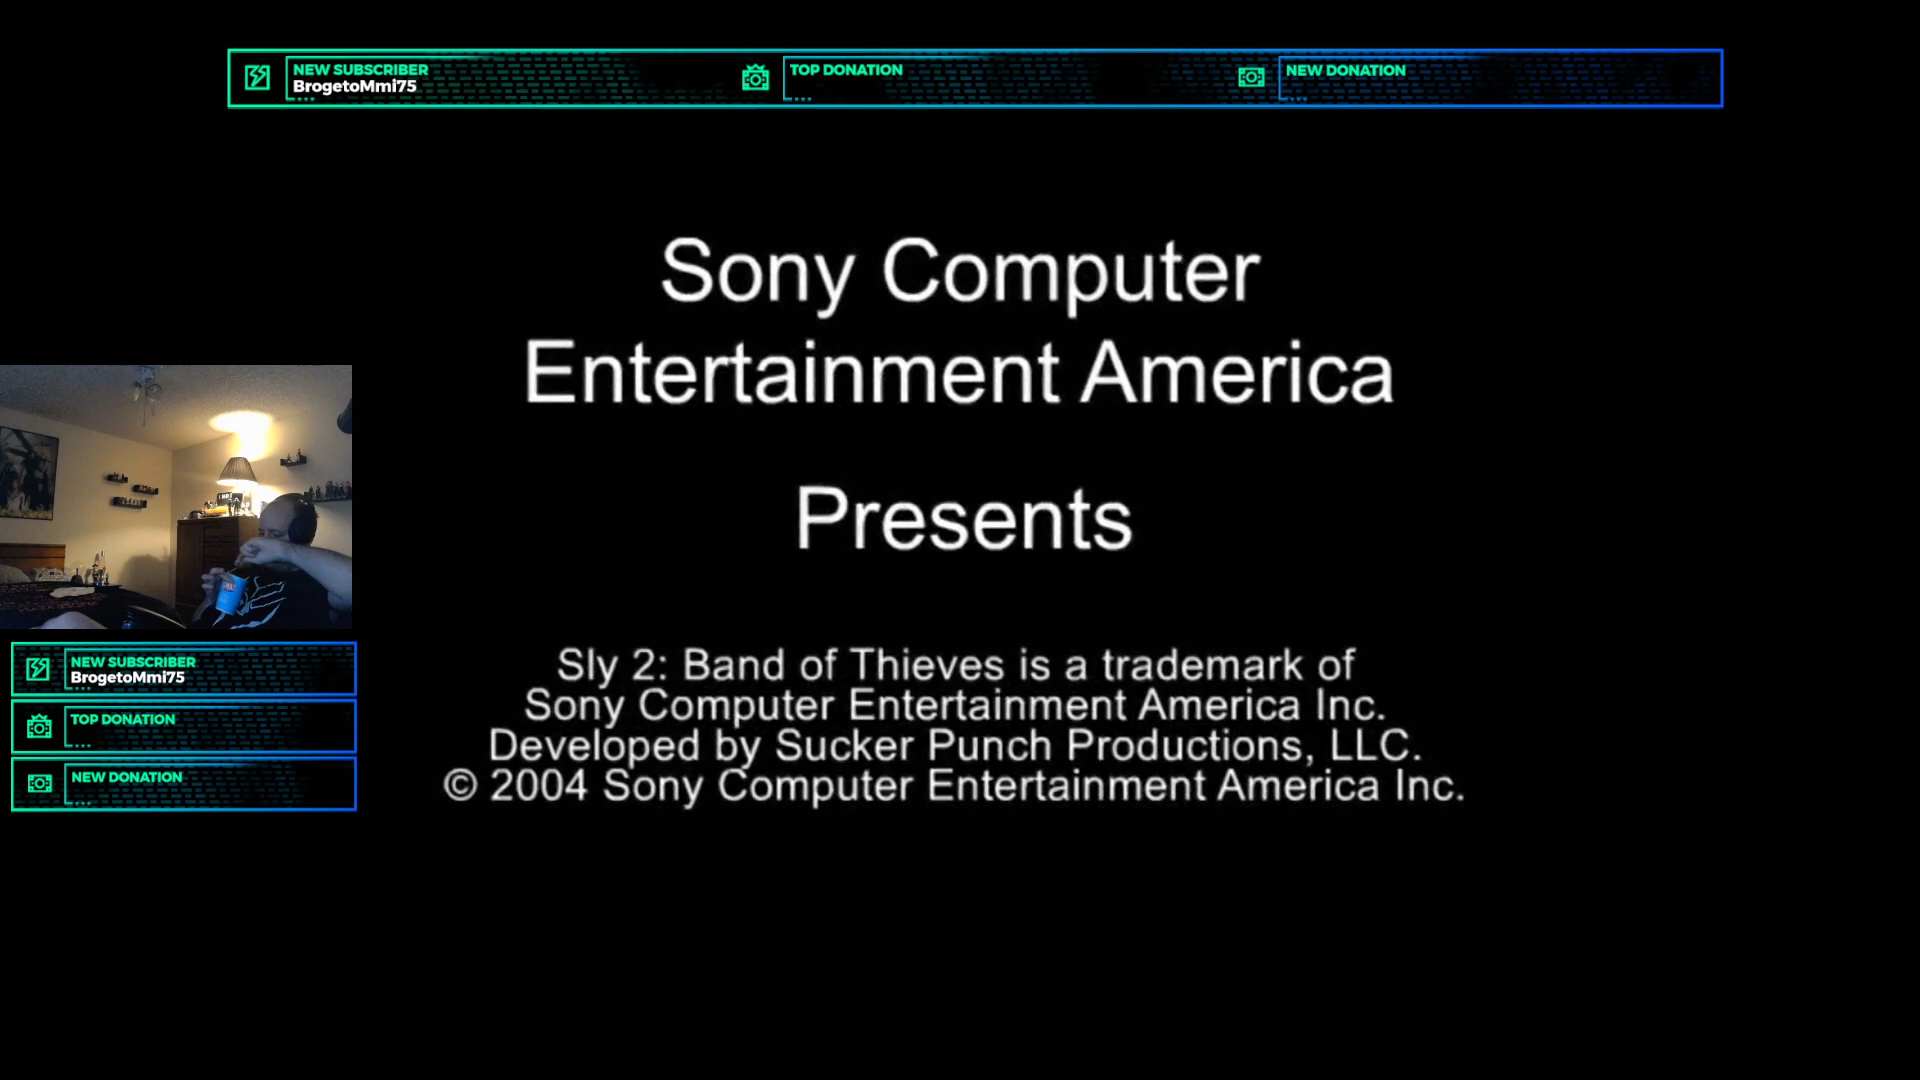 NEW SUBSCRIBER
BrogetoMmi75
TOP DONATION
NEW DONATION
Sony Computer
Entertainment America
Presents
Sly 2: Band of Thieves is a trademark of
Sony Computer Entertainment America Inc.
Developed by Sucker Punch Productions, LLC.
© 2004 Sony Computer Entertainment America Inc.
NEW SUBSCRIBER
BrogetoMmi75
TOP DONATION
NEW DONATION